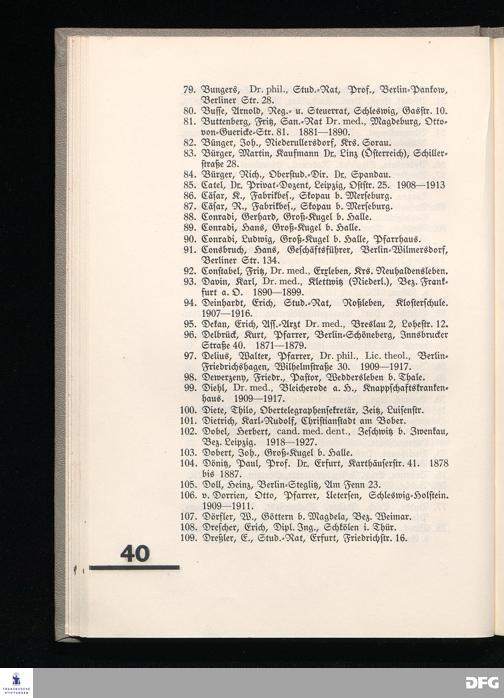 79. Bungers, Dr. phil., Stud.-Rat, Prof., Berlin-Pankow,
Berliner Str. 28.
80. Busse, Arnold, Reg.- u. Steuerrat, Schleswig, Gasstr. 10.
81. Buttenberg, Fritz, San.-Rat Dr. med., Magdeburg, Otto-
von-Guericke-Str. 81. 1881—1890.
82. Bünger, Joh., Niederullersdorf, Krs. Sorau.
83. Bürger, Martin, Kaufmann Dr. Linz (Österreich), Schiller-
straße 28.
84. Bürger, Rich., Oberstud.-Dir. Dr. Spandau.
85. Catel, Dr. Privat-Dozent, Leipzig, Oststr. 25. 1908—1913
86. Cäsar, K., Fabrikbes., Skopau b. Merseburg.
87. Cäsar, R., Fabrikbes., Skopau b. Merseburg.
88. Conradi, Gerhard, Groß-Kugel b. Halle.
89. Conradi, Hans, Groß-Kugel b. Halle.
90. Conradi, Ludwig, Groß-Kugel b. Halle, Pfarrhaus.
91. Consbruch, Hans, Geschäftsführer, Berlin-Wilmersdorf,
Berliner Str. 134.
92. Constabel, Fritz, Dr. med., Erxleben, Krs. Neuhaldensleben.
93. Davin, Karl, Dr. med., Klettwitz (Niederl.), Bez. Frank-
furt a. O. 1890—1899.
94. Deinhardt, Erich, Stud.-Rat, Roßleben, Klosterschule.
1907—1916.
95. Dekan, Erich, Ass.-Arzt Dr. med., Breslau 2, Lohestr. 12.
96. Delbrück, Kurt, Pfarrer, Berlin-Schöneberg, Innsbrucker
Straße 40. 1871—1879.
97. Delius, Walter, Pfarrer, Dr. phil., Lic. theol., Berlin-
Friedrichshagen, Wilhelmstraße 30. 1909—1917.
98. Dewerzeny, Friedr., Pastor, Weddersleben b. Thale.
99. Diehl, Dr. med., Bleicherode a. H., Knappschaftskranken-
haus. 1909—1917.
100. Diete, Thilo, Obertelegraphensekretär, Zeitz, Luisenstr.
101. Dietrich, Karl-Rudolf, Christianstadt am Bober.
102. Dobel, Herbert, cand. med. dent., Zeschwitz b. Zwenkau,
Bez. Leipzig. 1918—1927.
103. Dobert, Joh., Groß-Kugel b. Halle.
104. Dönitz, Paul, Prof. Dr. Erfurt, Karthäuserstr. 41. 1878
bis 1887.
105. Doll, Heinz, Berlin-Steglitz, Am Fenn 23.
106. v. Dorrien, Otto, Pfarrer, Uetersen, Schleswig-Holstein.
1909—1911.
107. Dörfler, W., Göttern b. Magdela, Bez. Weimar.
108. Drescher, Erich, Dipl. Ing., Schkölen i. Thür.
109. Dreßler, E., Stud.-Rat, Erfurt, Friedrichstr. 16.
40
FRANCKESCHE
STIFTUNGEN
DFG